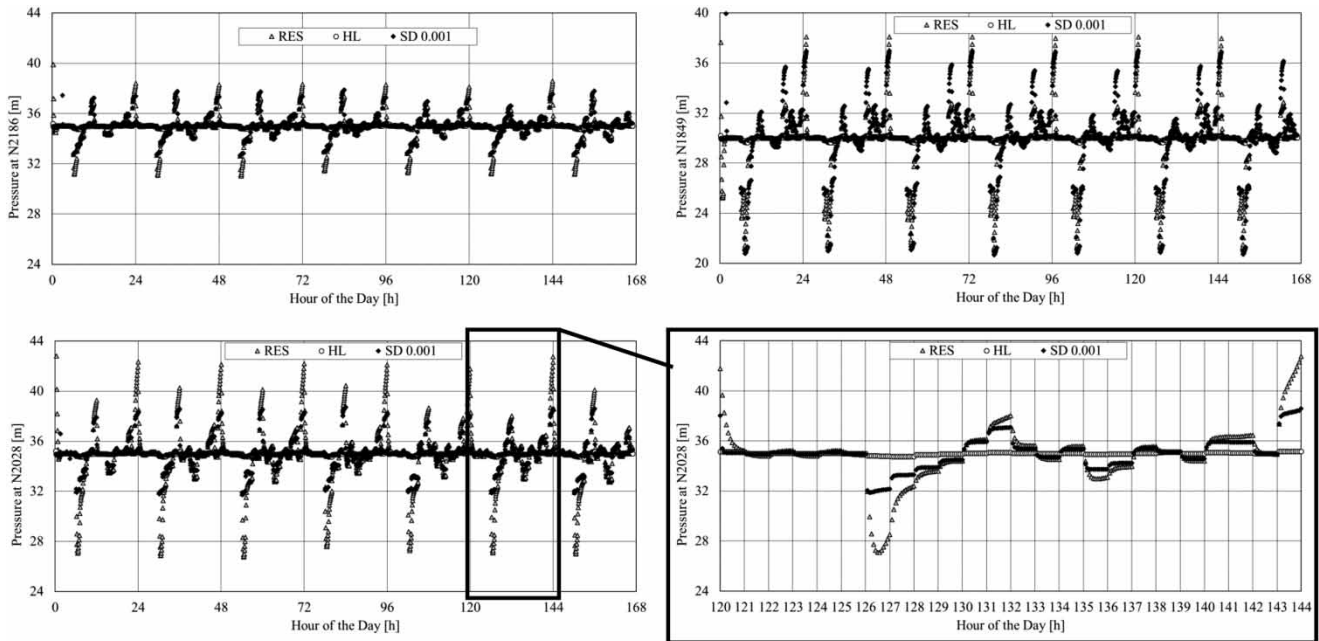 RES HL SD 0.001
Pressure at N2186 [m]
44
40
36
32
28
24
0 24 48 72 96 120 144 168
Hour of the Day [h]
RES HL SD 0.001
Pressure at N1849 [m]
40
36
32
28
24
20
0 24 48 72 96 120 144 168
Hour of the Day [h]
RES HL SD 0.001
Pressure at N2028 [m]
44
40
36
32
28
24
0 24 48 72 96 120 144 168
Hour of the Day [h]
RES HL SD 0.001
Pressure at N2028 [m]
44
40
36
32
28
24
120 121 122 123 124 125 126 127 128 129 130 131 132 133 134 135 136 137 138 139 140 141 142 143 144
Hour of the Day [h]